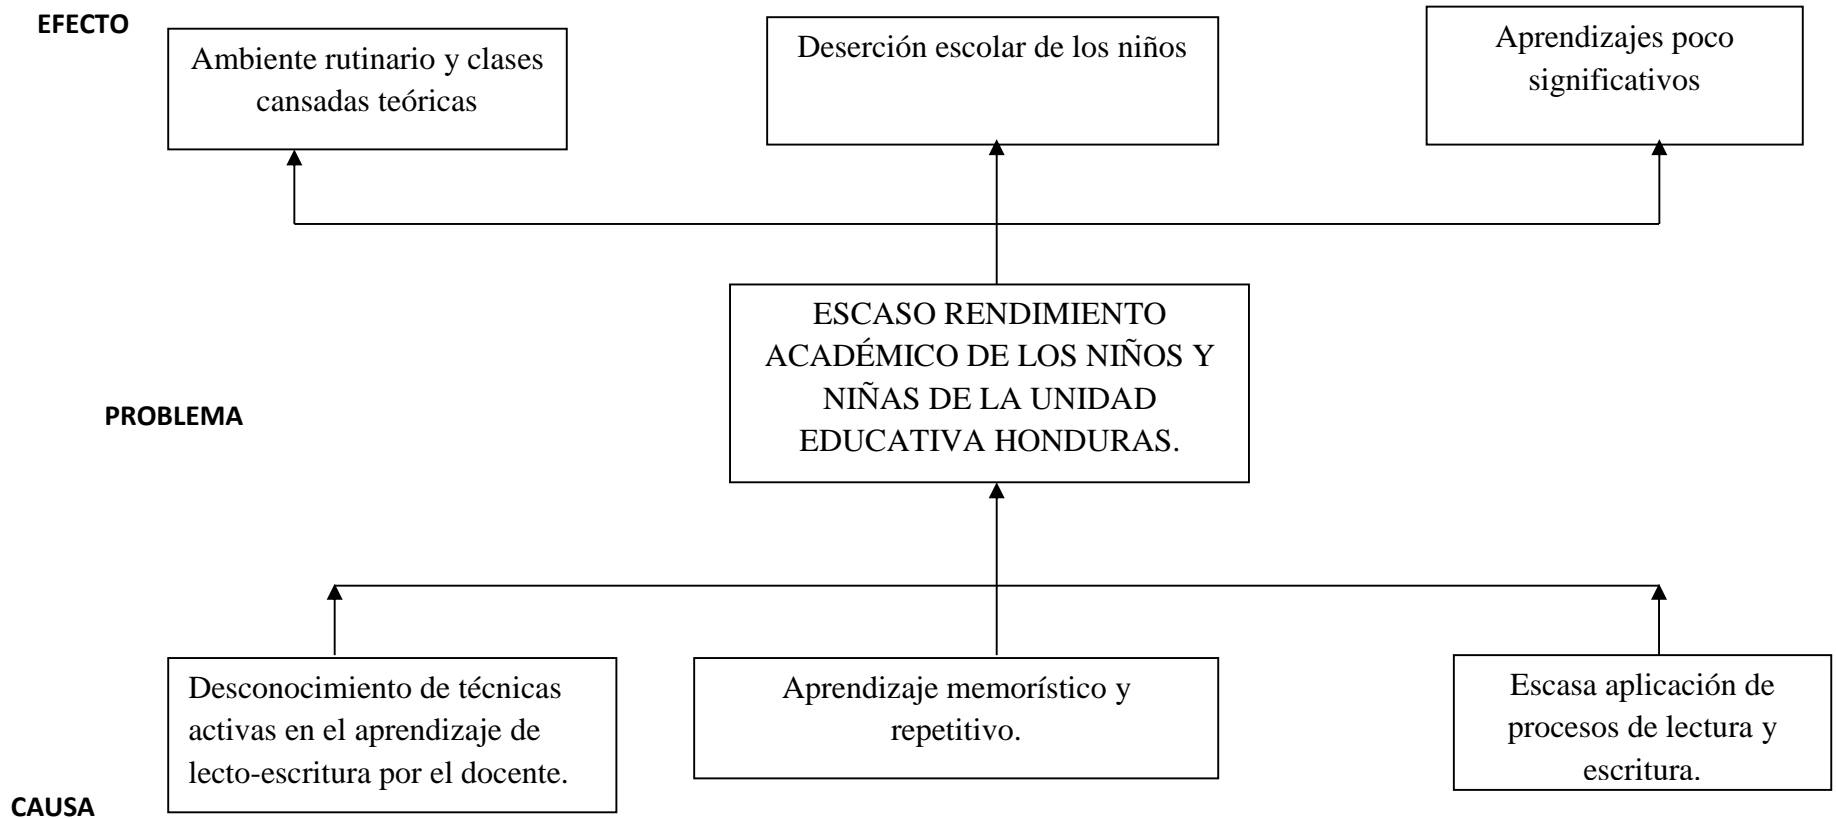 EFECTO
Ambiente rutinario y clases
cansadas teóricas
Deserción escolar de los niños
Aprendizajes poco
significativos
PROBLEMA
ESCASO RENDIMIENTO
ACADÉMICO DE LOS NIÑOS Y
NIÑAS DE LA UNIDAD
EDUCATIVA HONDURAS.
Desconocimiento de técnicas
activas en el aprendizaje de
lecto-escritura por el docente.
Aprendizaje memorístico y
repetitivo.
Escasa aplicación de
procesos de lectura y
escritura.
CAUSA